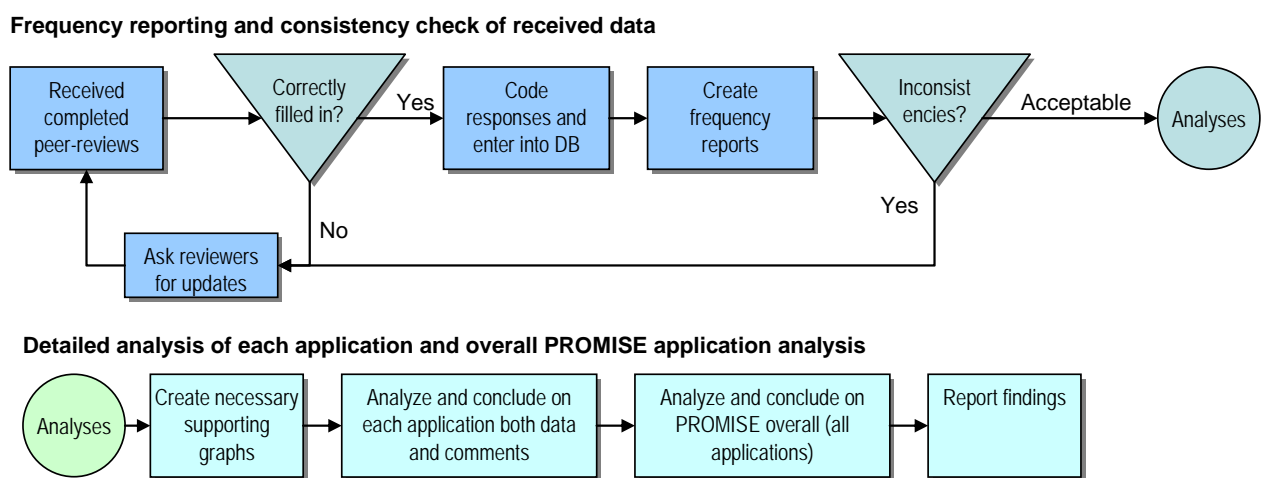 Frequency reporting and consistency check of received data
Received
completed
peer-reviews
Correctly
filled in?
Yes
Code
responses and
enter into DB
Create
frequency
reports
Inconsist
encies?
Acceptable
Analyses
No
Yes
Ask reviewers
for updates
Detailed analysis of each application and overall PROMISE application analysis
Analyses
Create necessary
supporting
graphs
Analyze and conclude on
each application both data
and comments
Analyze and conclude on
PROMISE overall (all
applications)
Report findings